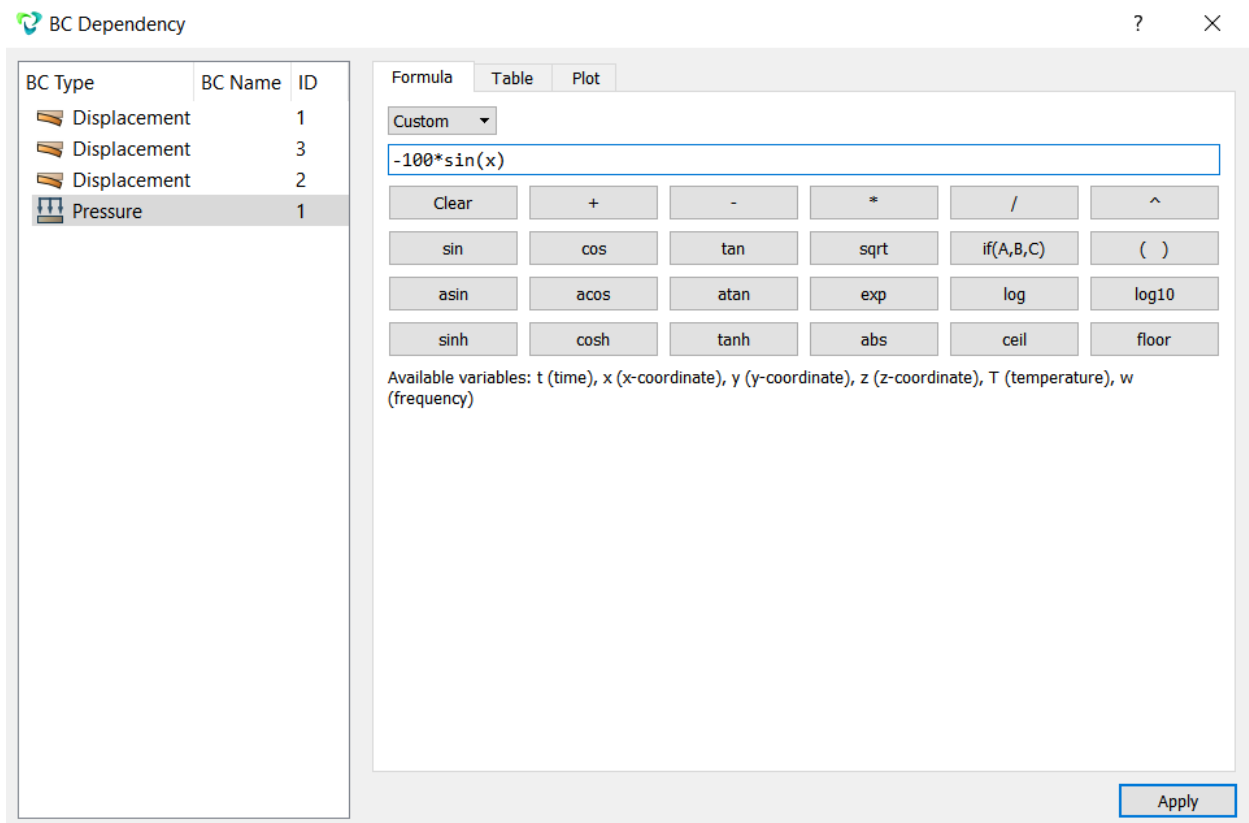 BC Dependency
?
BC Type BC Name ID
Displacement 1
Displacement 3
Displacement 2
Pressure 1
Formula Table Plot
Custom
-100*sin(x)
Clear + - * / ^
sin cos tan sqrt if(A,B,C) ( )
asin acos atan exp log log10
sinh cosh tanh abs ceil floor
Available variables: t (time), x (x-coordinate), y (y-coordinate), z (z-coordinate), T (temperature), w
(frequency)
Apply